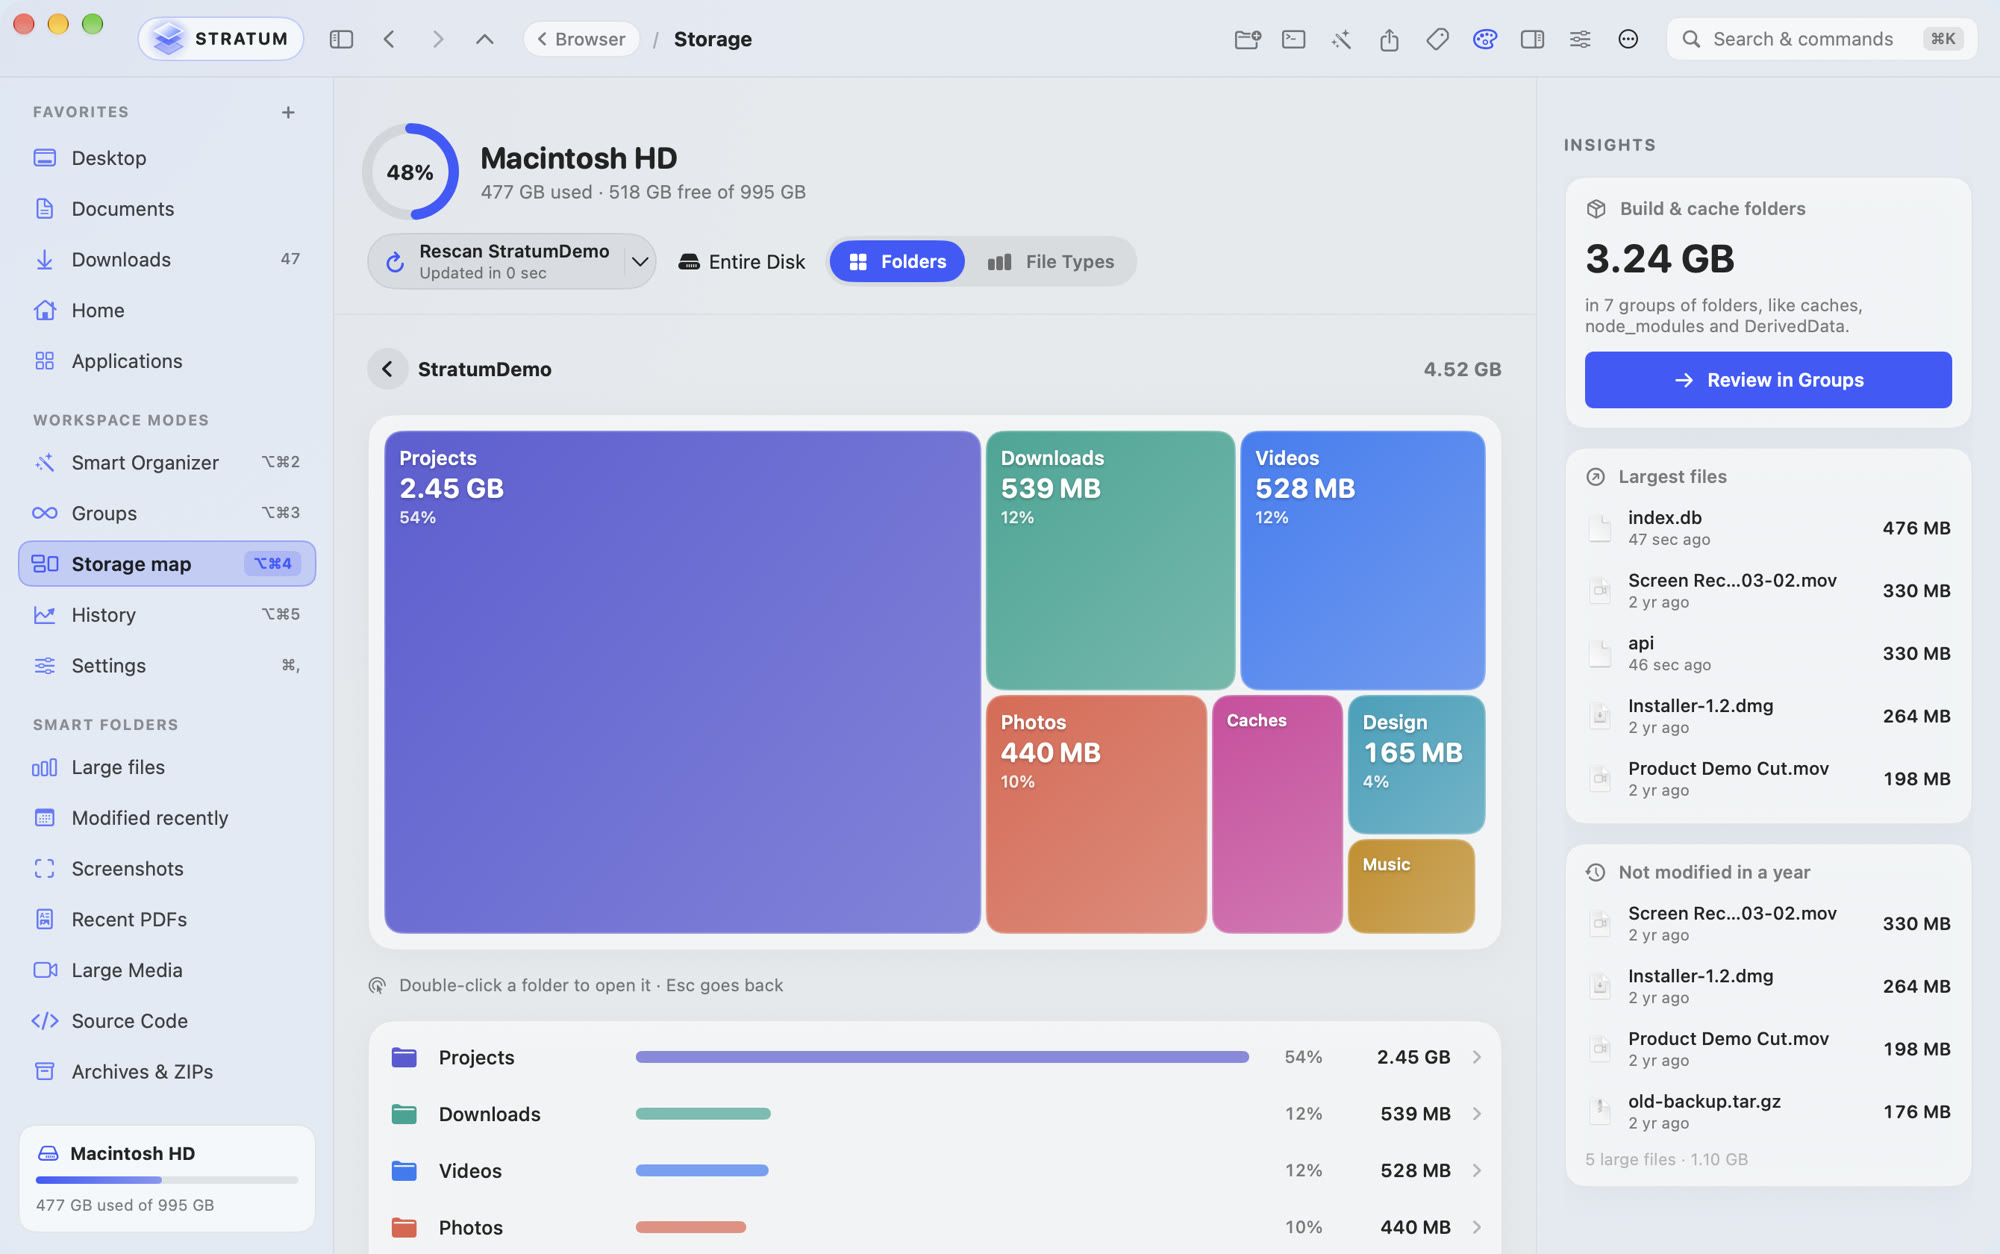 STRATUM
Browser / Storage
Search & commands ⌘K
FAVORITES +
Desktop
Documents
Downloads 47
Home
Applications
WORKSPACE MODES
Smart Organizer ⌥⌘2
Groups ⌥⌘3
Storage map ⌥⌘4
History ⌥⌘5
Settings ⌘,
SMART FOLDERS
Large files
Modified recently
Screenshots
Recent PDFs
Large Media
Source Code
Archives & ZIPs
Macintosh HD
477 GB used of 995 GB
48%
Macintosh HD
477 GB used · 518 GB free of 995 GB
Rescan StratumDemo
Updated in 0 sec
Entire Disk
Folders
File Types
StratumDemo 4.52 GB
Projects
2.45 GB
54%
Downloads
539 MB
12%
Videos
528 MB
12%
Photos
440 MB
10%
Caches
Design
165 MB
4%
Music
Double-click a folder to open it · Esc goes back
Projects 54% 2.45 GB
Downloads 12% 539 MB
Videos 12% 528 MB
Photos 10% 440 MB
INSIGHTS
Build & cache folders
3.24 GB
in 7 groups of folders, like caches,
node_modules and DerivedData.
Review in Groups
Largest files
index.db 476 MB
47 sec ago
Screen Rec...03-02.mov 330 MB
2 yr ago
api 330 MB
46 sec ago
Installer-1.2.dmg 264 MB
2 yr ago
Product Demo Cut.mov 198 MB
2 yr ago
Not modified in a year
Screen Rec...03-02.mov 330 MB
2 yr ago
Installer-1.2.dmg 264 MB
2 yr ago
Product Demo Cut.mov 198 MB
2 yr ago
old-backup.tar.gz 176 MB
2 yr ago
5 large files · 1.10 GB